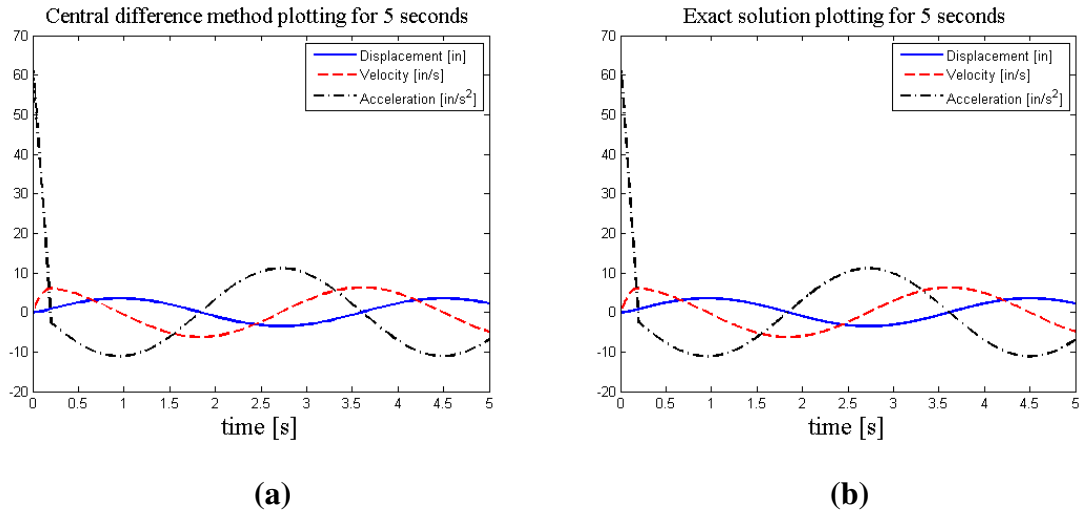 Central difference method plotting for 5 seconds
70
60
50
40
30
20
10
0
-10
-20
Displacement [in]
Velocity [in/s]
Acceleration [in/s²]
0 0.5 1 1.5 2 2.5 3 3.5 4 4.5 5
time [s]
(a)
Exact solution plotting for 5 seconds
70
60
50
40
30
20
10
0
-10
-20
Displacement [in]
Velocity [in/s]
Acceleration [in/s²]
0 0.5 1 1.5 2 2.5 3 3.5 4 4.5 5
time [s]
(b)